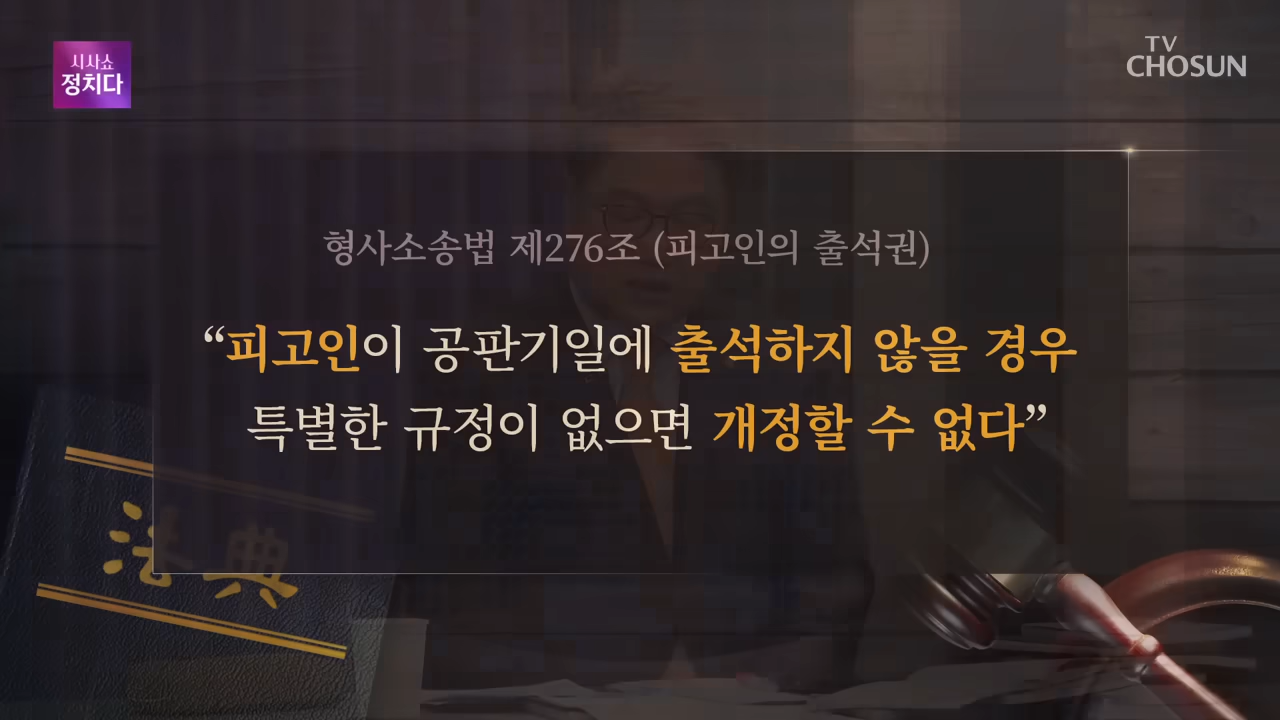 시사쇼
정치다
TV
CHOSUN
형사소송법 제276조 (피고인의 출석권)
“피고인이 공판기일에 출석하지 않을 경우
특별한 규정이 없으면 개정할 수 없다”
法典